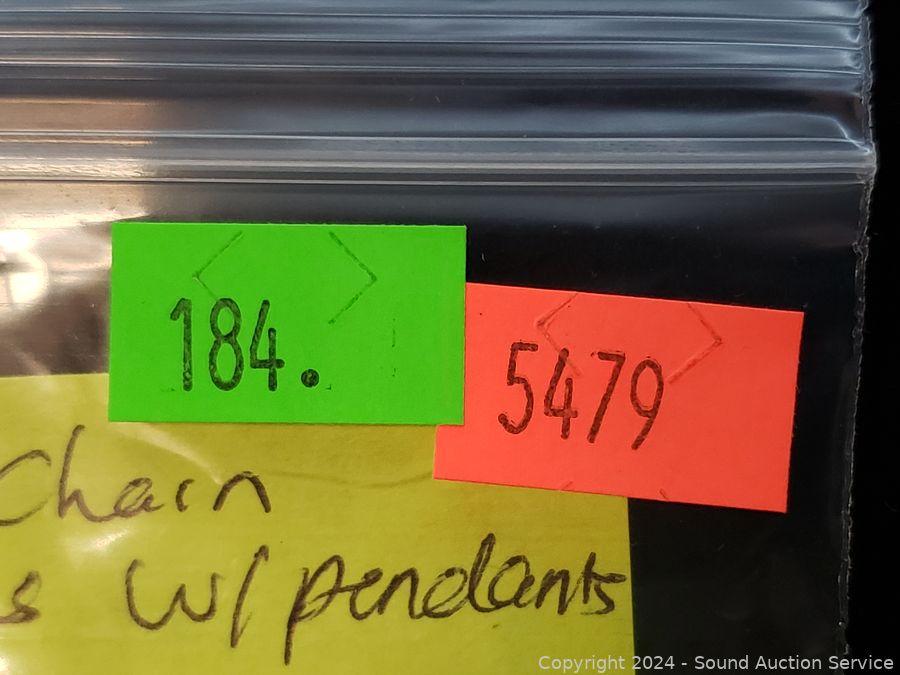 184.
5479
Chain
w/pendants
Copyright 2024 - Sound Auction Service